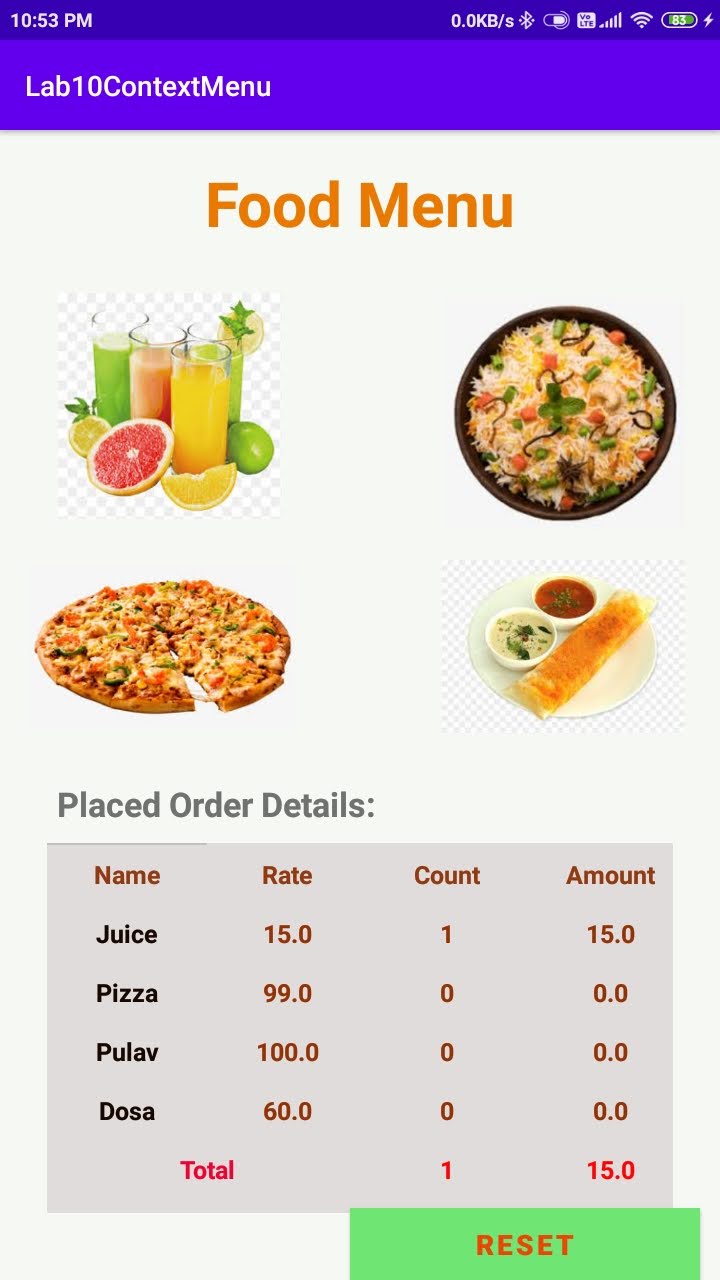 10:53 PM 0.0KB/s Vo LTE 83
Lab10ContextMenu
Food Menu
Placed Order Details:
Name Rate Count Amount
Juice 15.0 1 15.0
Pizza 99.0 0 0.0
Pulav 100.0 0 0.0
Dosa 60.0 0 0.0
Total 1 15.0
RESET